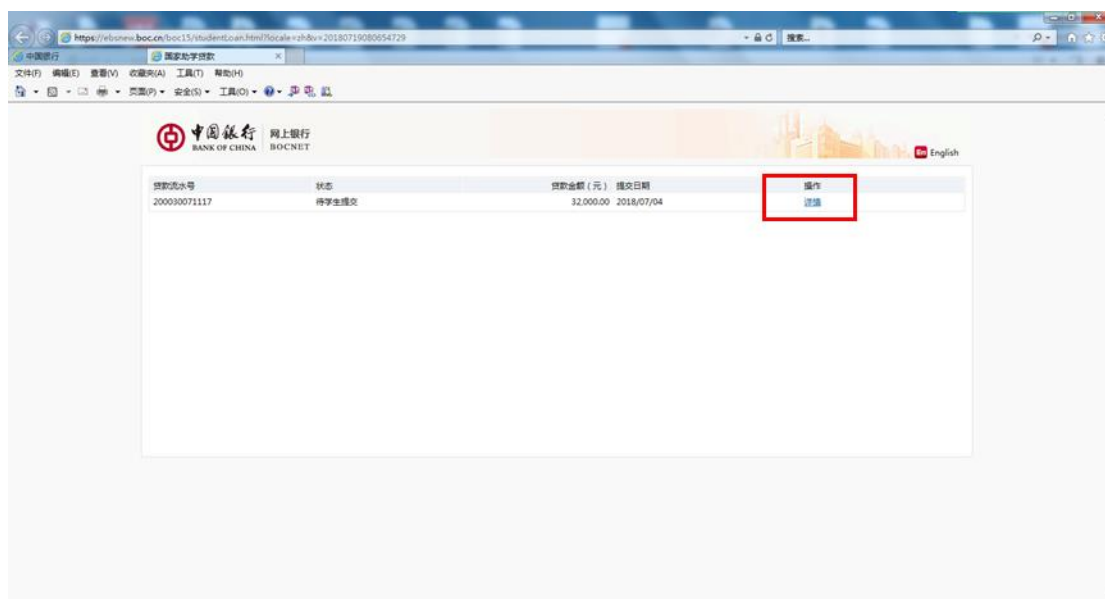 https://ebsnew.boc.cn/boc15/studentLoan.html?locale=zh&v=20180719080654729
搜索...
中国银行
国家助学贷款
文件(F) 编辑(E) 查看(V) 收藏夹(A) 工具(T) 帮助(H)
页面(P) 安全(S) 工具(O)
中国银行 网上银行
BANK OF CHINA BOCNET
En English
贷款流水号 状态 贷款金额（元） 提交日期 操作
200030071117 待学生提交 32,000.00 2018/07/04 详情